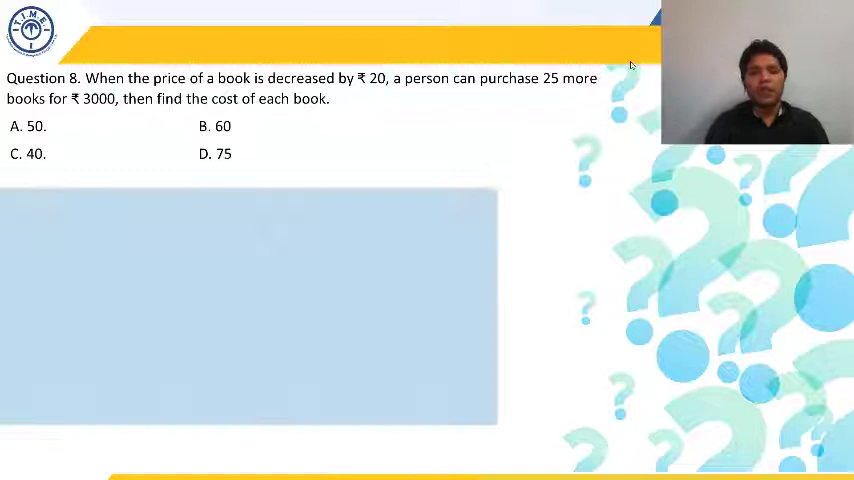 T.I.M.E.
Question 8. When the price of a book is decreased by ₹ 20, a person can purchase 25 more
books for ₹ 3000, then find the cost of each book.
A. 50. B. 60
C. 40. D. 75